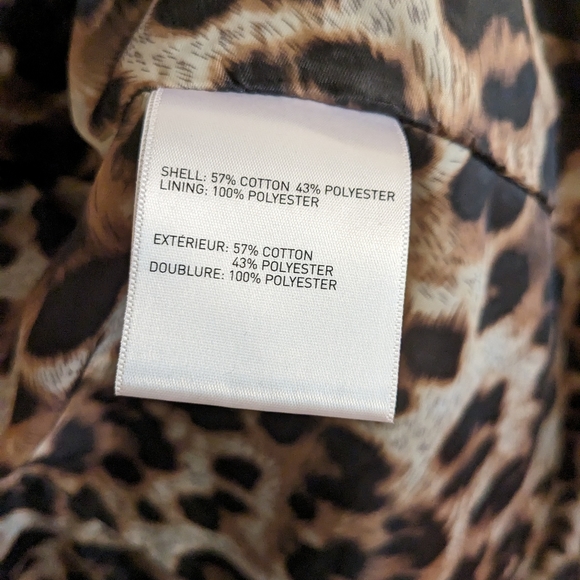 SHELL: 57% COTTON 43% POLYESTER
LINING: 100% POLYESTER
EXTÉRIEUR: 57% COTTON
43% POLYESTER
DOUBLURE: 100% POLYESTER